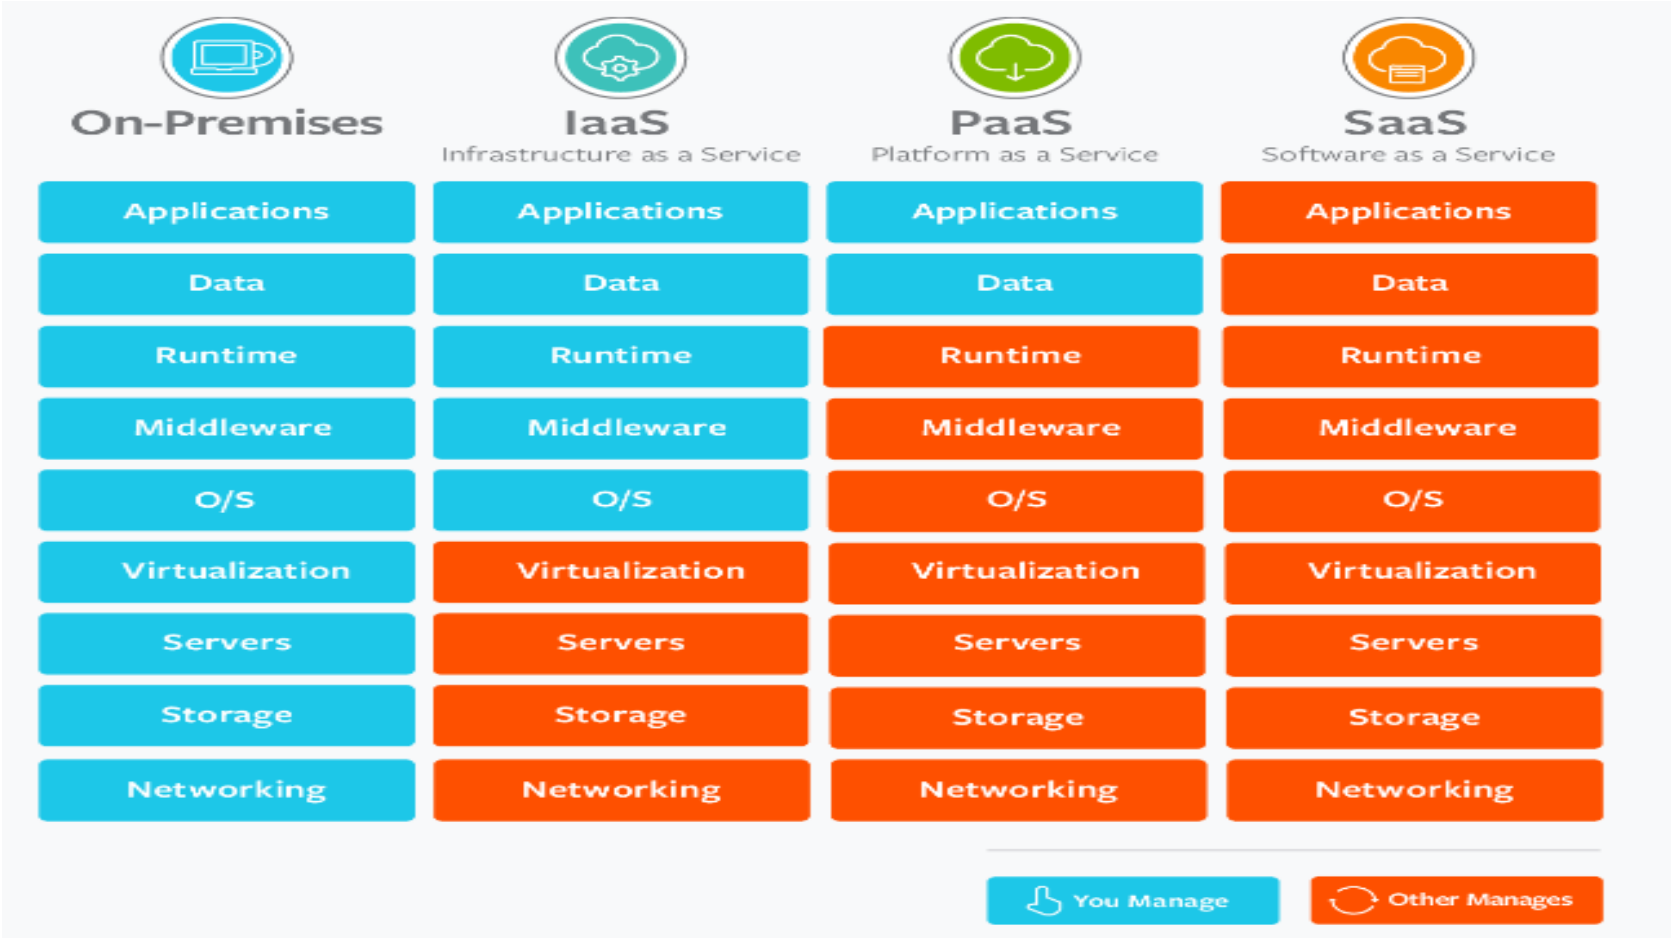 On-Premises IaaS PaaS SaaS
Infrastructure as a Service Platform as a Service Software as a Service
Applications Applications Applications Applications
Data Data Data Data
Runtime Runtime Runtime Runtime
Middleware Middleware Middleware Middleware
O/S O/S O/S O/S
Virtualization Virtualization Virtualization Virtualization
Servers Servers Servers Servers
Storage Storage Storage Storage
Networking Networking Networking Networking
You Manage Other Manages